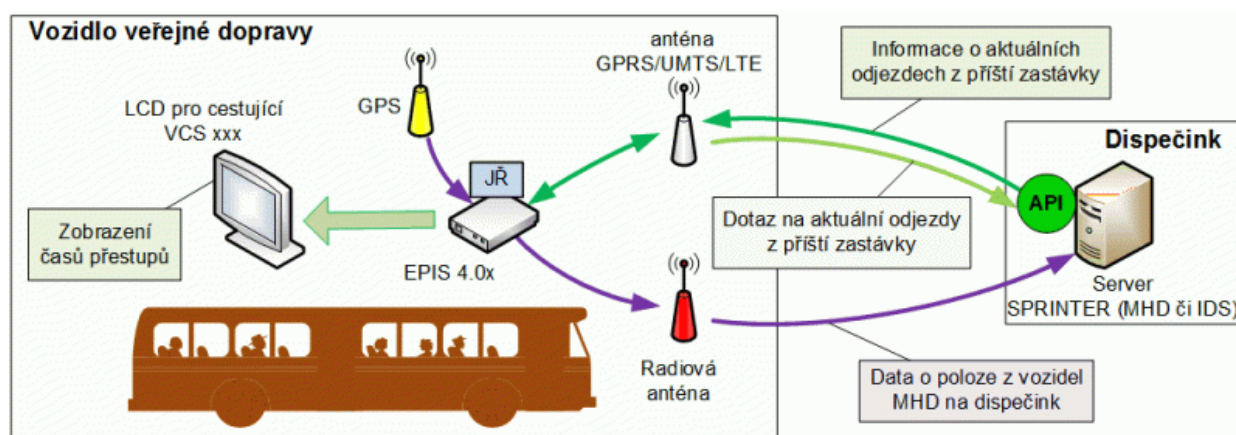 Vozidlo veřejné dopravy
LCD pro cestující
VCS xxx
Zobrazení
časů přestupů
GPS
JŘ
EPIS 4.0x
anténa
GPRS/UMTS/LTE
Radiová
anténa
Informace o aktuálních
odjezdech z příští zastávky
Dotaz na aktuální odjezdy
z příští zastávky
Data o poloze z vozidel
MHD na dispečink
Dispečink
API
Server
SPRINTER (MHD či IDS)